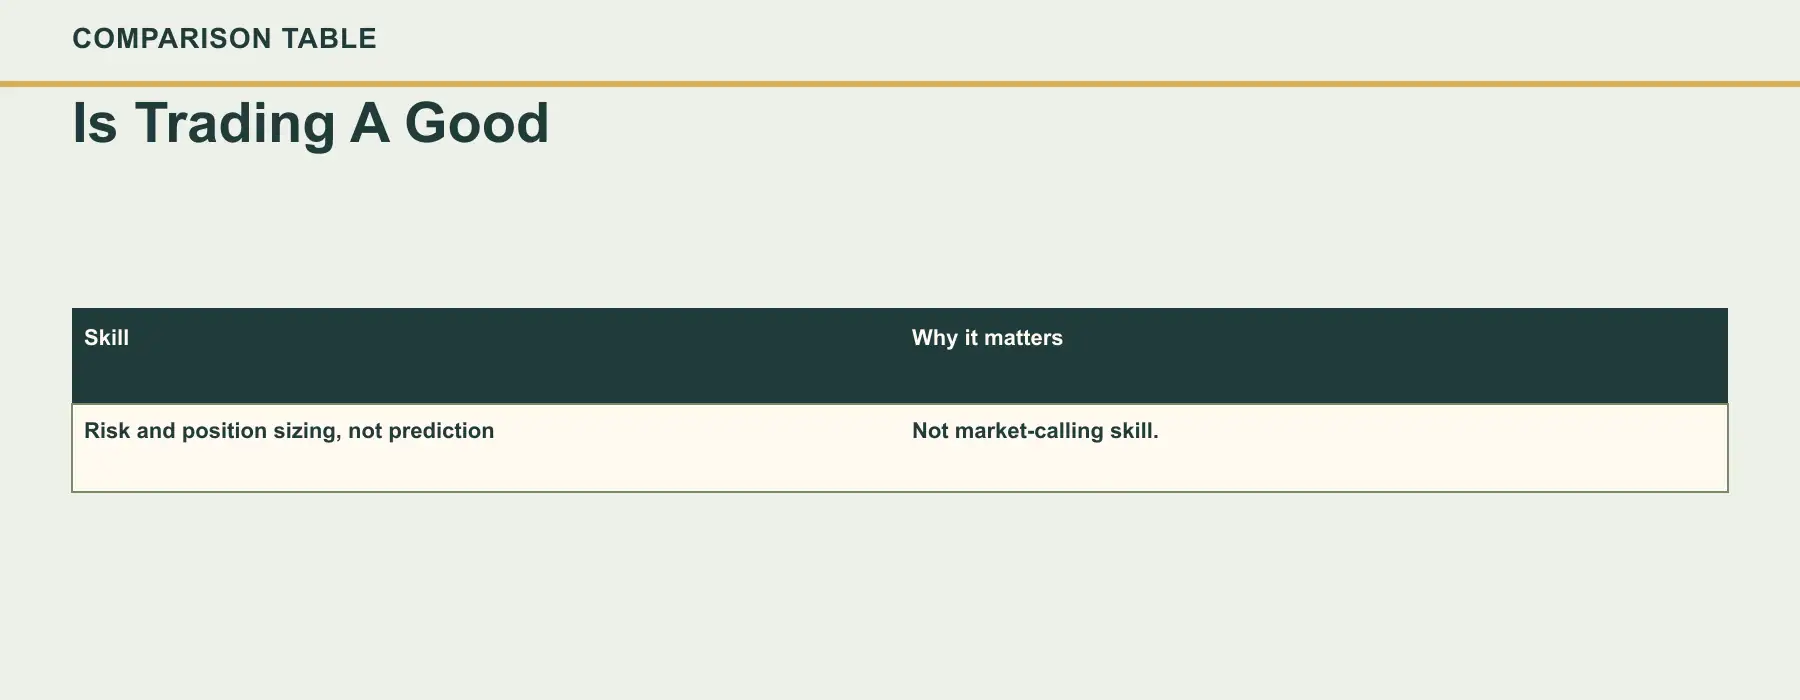 COMPARISON TABLE
Is Trading A Good
Skill
Why it matters
Risk and position sizing, not prediction
Not market-calling skill.